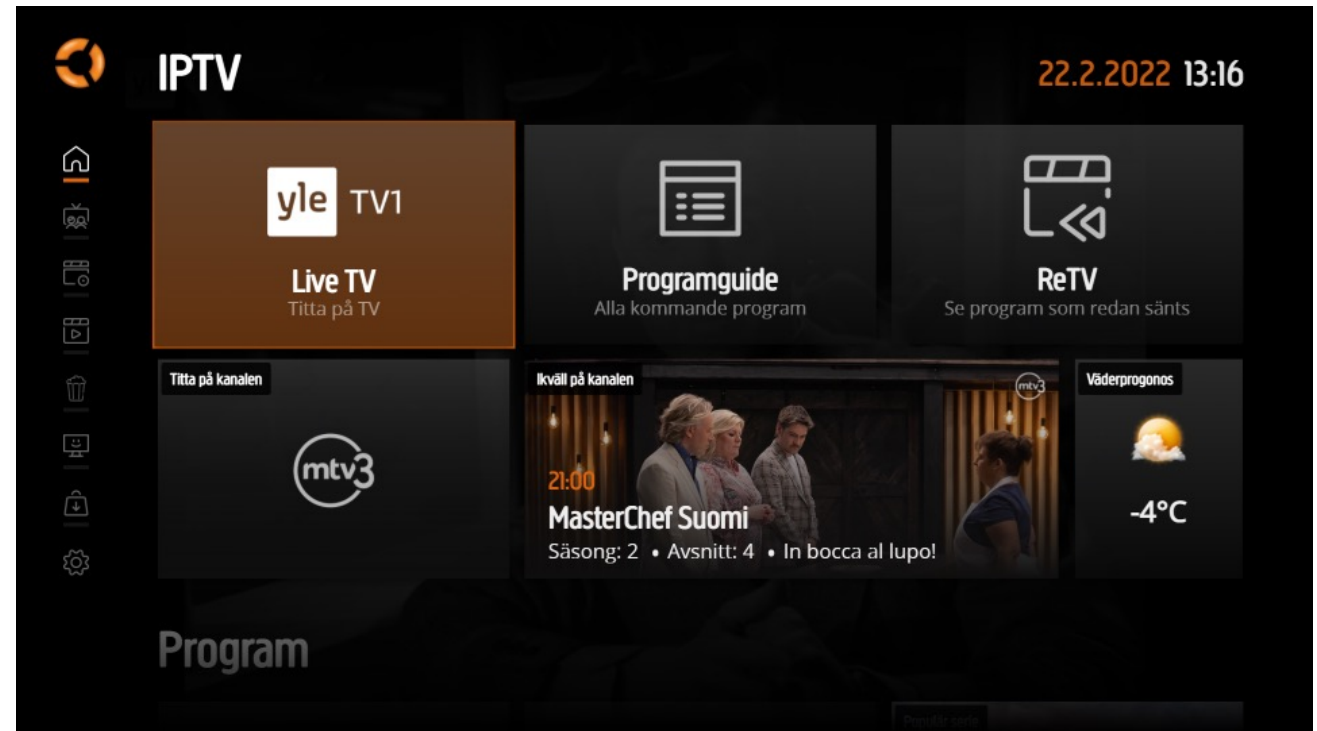 IPTV
22.2.2022 13:16
yle TV1
Live TV
Titta på TV
Programguide
Alla kommande program
ReTV
Se program som redan sänts
Titta på kanalen
mtv3
Ikväll på kanalen
mtv3
21:00
MasterChef Suomi
Säsong: 2 • Avsnitt: 4 • In bocca al lupo!
Väderprogonos
-4°C
Program
Populär serie